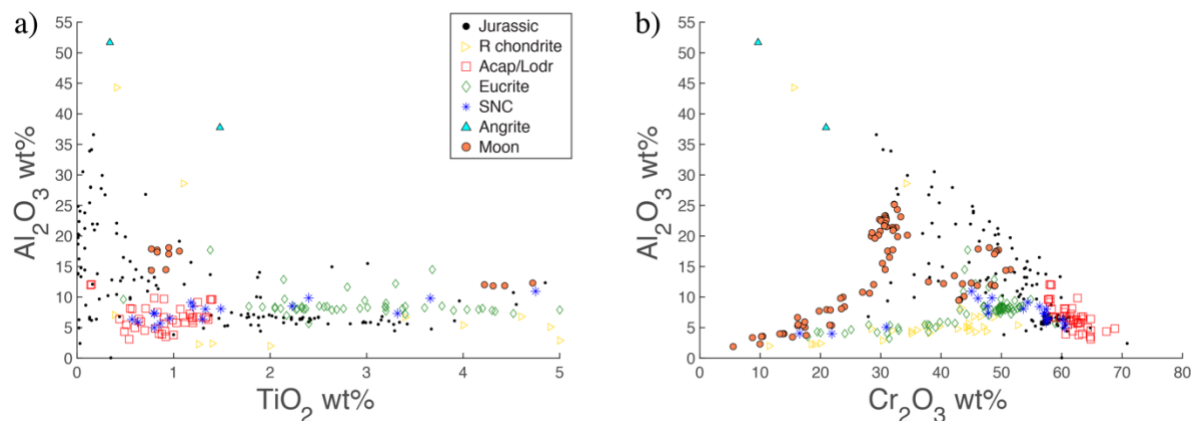 a)
55
50
45
40
35
30
25
20
15
10
5
0
Al₂O₃ wt%
0 1 2 3 4 5
TiO₂ wt%
Jurassic
R chondrite
Acap/Lodr
Eucrite
SNC
Angrite
Moon
b)
55
50
45
40
35
30
25
20
15
10
5
0
Al₂O₃ wt%
0 10 20 30 40 50 60 70 80
Cr₂O₃ wt%